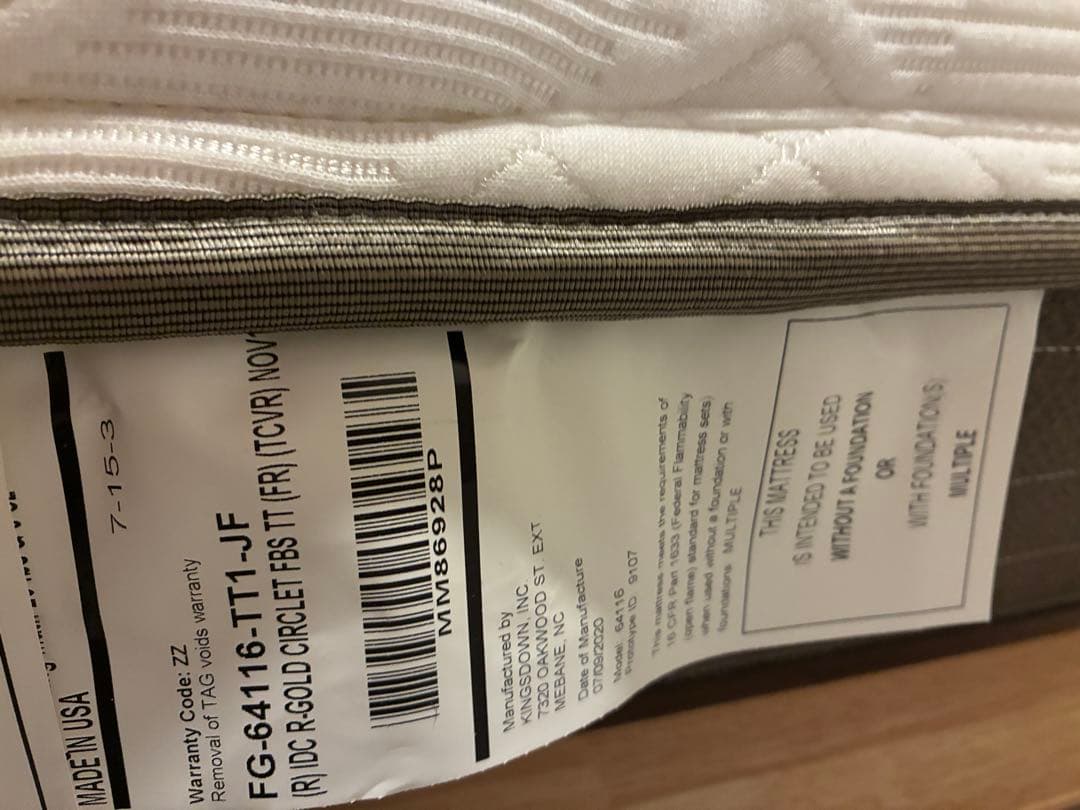 MADE IN USA
7-15-3
Warranty Code: ZZ
Removal of TAG voids warranty
FG-64116-TT1-JF
(R) IDC R-GOLD CIRCLET FBS TT (FR) (TCVR) NOV
MM86928P
Manufactured by
KINGSDOWN, INC.
7320 OAKWOOD ST EXT
MEBANE, NC
Date of Manufacture
07/09/2020
Model: 64116
Prototype ID: 9107
This mattress meets the requirements of
16 CFR Part 1633 (Federal Flammability
(open flame) standard for mattress sets)
when used without a foundation or with
foundations MULTIPLE
THIS MATTRESS
IS INTENDED TO BE USED
WITHOUT A FOUNDATION
OR
WITH FOUNDATION(S)
MULTIPLE